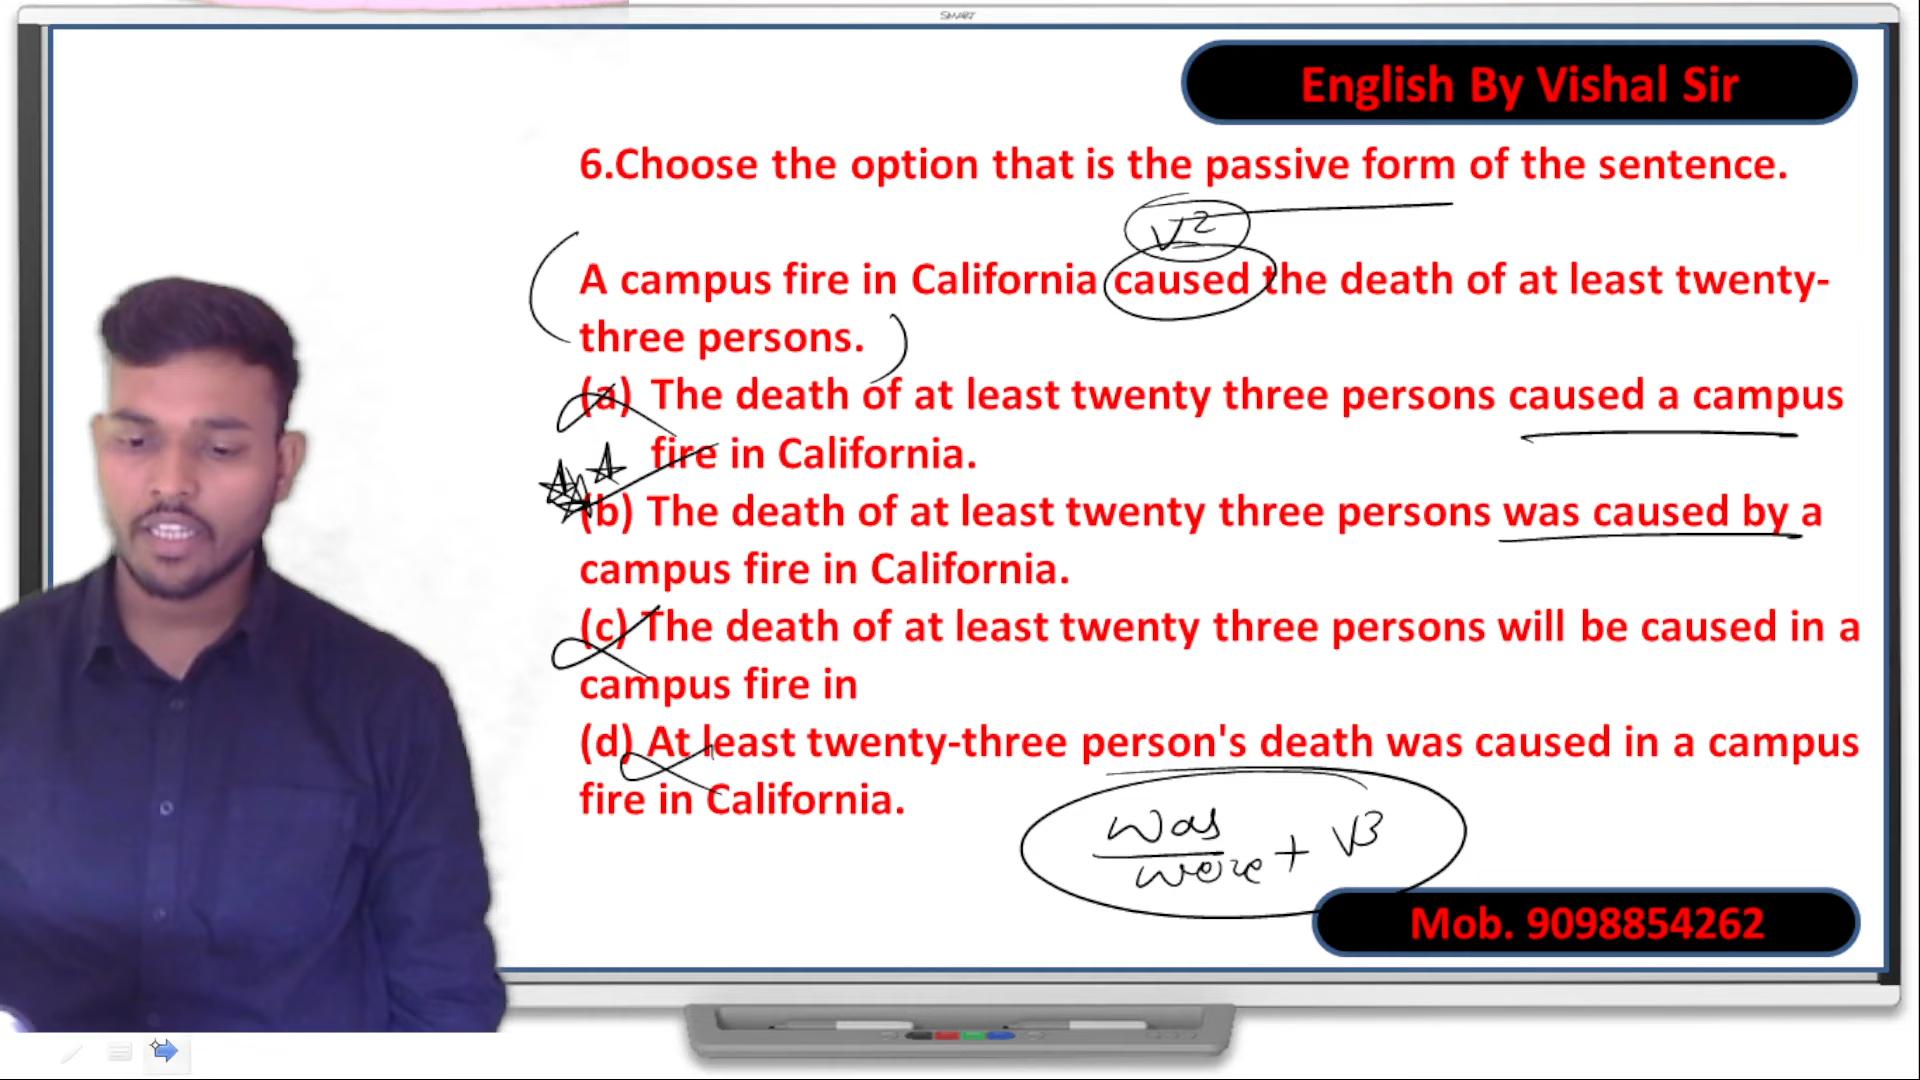 SMART
English By Vishal Sir
6.Choose the option that is the passive form of the sentence.
V2
A campus fire in California caused the death of at least twenty-
three persons.
(a) The death of at least twenty three persons caused a campus
fire in California.
(b) The death of at least twenty three persons was caused by a
campus fire in California.
(c) The death of at least twenty three persons will be caused in a
campus fire in
(d) At least twenty-three person's death was caused in a campus
fire in California.
was
were + V3
Mob. 9098854262